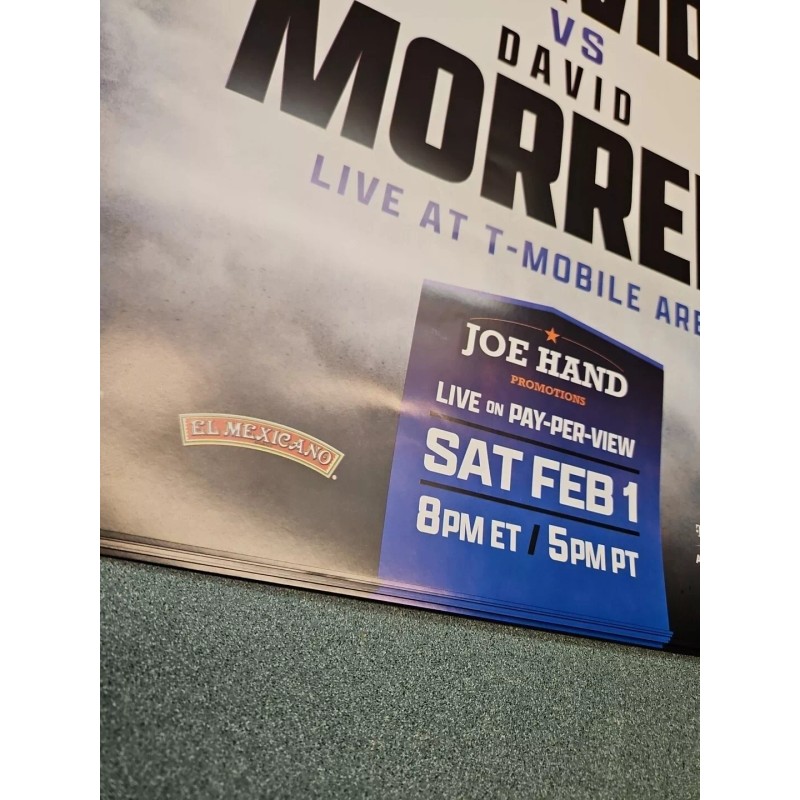 VS
DAVID
MORRE
LIVE AT T-MOBILE ARE
JOE HAND
PROMOTIONS
LIVE ON PAY-PER-VIEW
SAT FEB 1
8PM ET / 5PM PT
EL MEXICANO